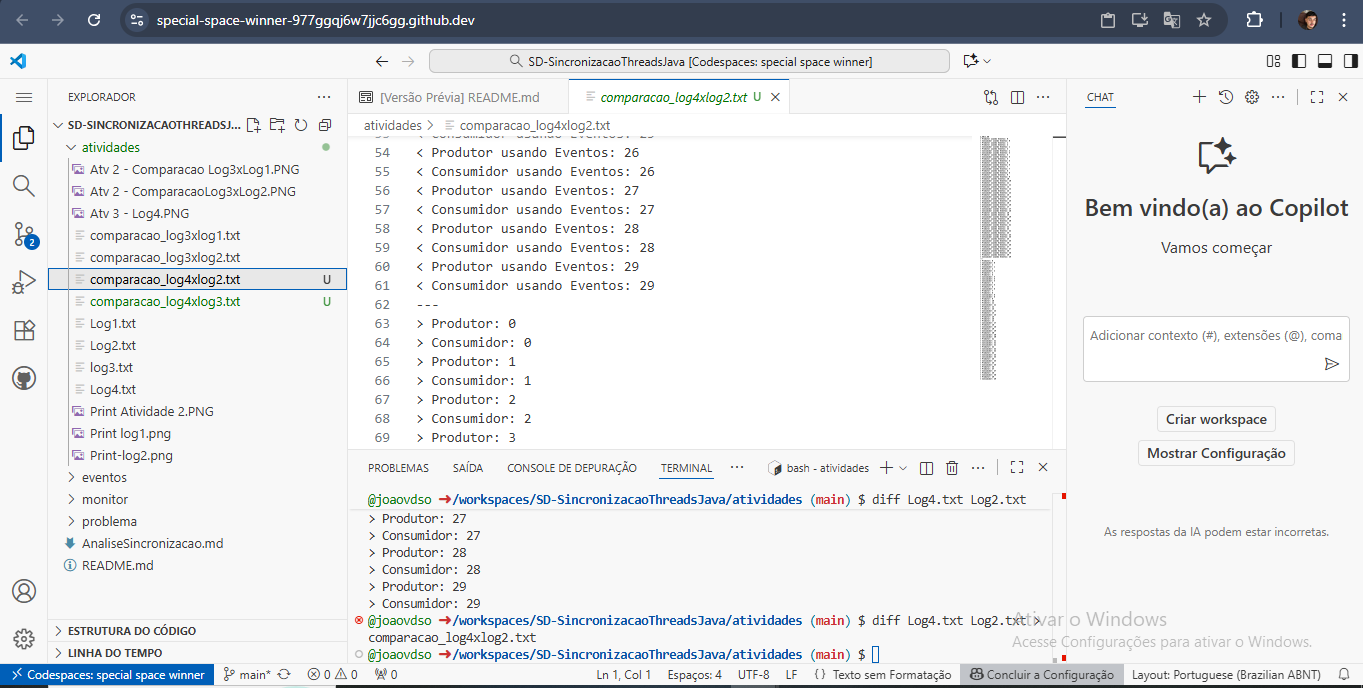 special-space-winner-977ggqj6w7jjc6gg.github.dev
SD-SincronizacaoThreadsJava [Codespaces: special space winner]
EXPLORADOR
SD-SINCRONIZACAOTHREADSJ...
atividades
Atv 2 - Comparacao Log3xLog1.PNG
Atv 2 - ComparacaoLog3xLog2.PNG
Atv 3 - Log4.PNG
comparacao_log3xlog1.txt
comparacao_log3xlog2.txt
comparacao_log4xlog2.txt U
comparacao_log4xlog3.txt U
Log1.txt
Log2.txt
log3.txt
Log4.txt
Print Atividade 2.PNG
Print log1.png
Print-log2.png
eventos
monitor
problema
AnaliseSincronizacao.md
README.md
ESTRUTURA DO CÓDIGO
LINHA DO TEMPO
2
[Versão Prévia] README.md
comparacao_log4xlog2.txt U
atividades > comparacao_log4xlog2.txt
53 < Consumidor usando Eventos: 25
54 < Produtor usando Eventos: 26
55 < Consumidor usando Eventos: 26
56 < Produtor usando Eventos: 27
57 < Consumidor usando Eventos: 27
58 < Produtor usando Eventos: 28
59 < Consumidor usando Eventos: 28
60 < Produtor usando Eventos: 29
61 < Consumidor usando Eventos: 29
62 ---
63 > Produtor: 0
64 > Consumidor: 0
65 > Produtor: 1
66 > Consumidor: 1
67 > Produtor: 2
68 > Consumidor: 2
69 > Produtor: 3
PROBLEMAS SAÍDA CONSOLE DE DEPURAÇÃO TERMINAL ... bash - atividades
@joaovdso ➜/workspaces/SD-SincronizacaoThreadsJava/atividades (main) $ diff Log4.txt Log2.txt
> Produtor: 27
> Consumidor: 27
> Produtor: 28
> Consumidor: 28
> Produtor: 29
> Consumidor: 29
@joaovdso ➜/workspaces/SD-SincronizacaoThreadsJava/atividades (main) $ diff Log4.txt Log2.txt >
comparacao_log4xlog2.txt
@joaovdso ➜/workspaces/SD-SincronizacaoThreadsJava/atividades (main) $
CHAT
Bem vindo(a) ao Copilot
Vamos começar
Adicionar contexto (#), extensões (@), coma
Criar workspace
Mostrar Configuração
As respostas da IA podem estar incorretas.
Ativar o Windows
Acesse Configurações para ativar o Windows.
Codespaces: special space winner main* 0 0 0 Ln 1, Col 1 Espaços: 4 UTF-8 LF {} Texto sem Formatação Concluir a Configuração Layout: Portuguese (Brazilian ABNT)